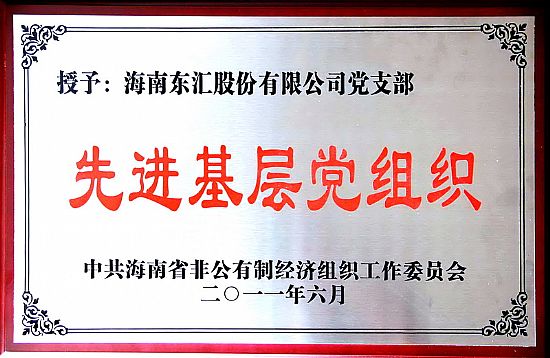 授予：海南东汇股份有限公司党支部
先进基层党组织
中共海南省非公有制经济组织工作委员会
二〇一一年六月